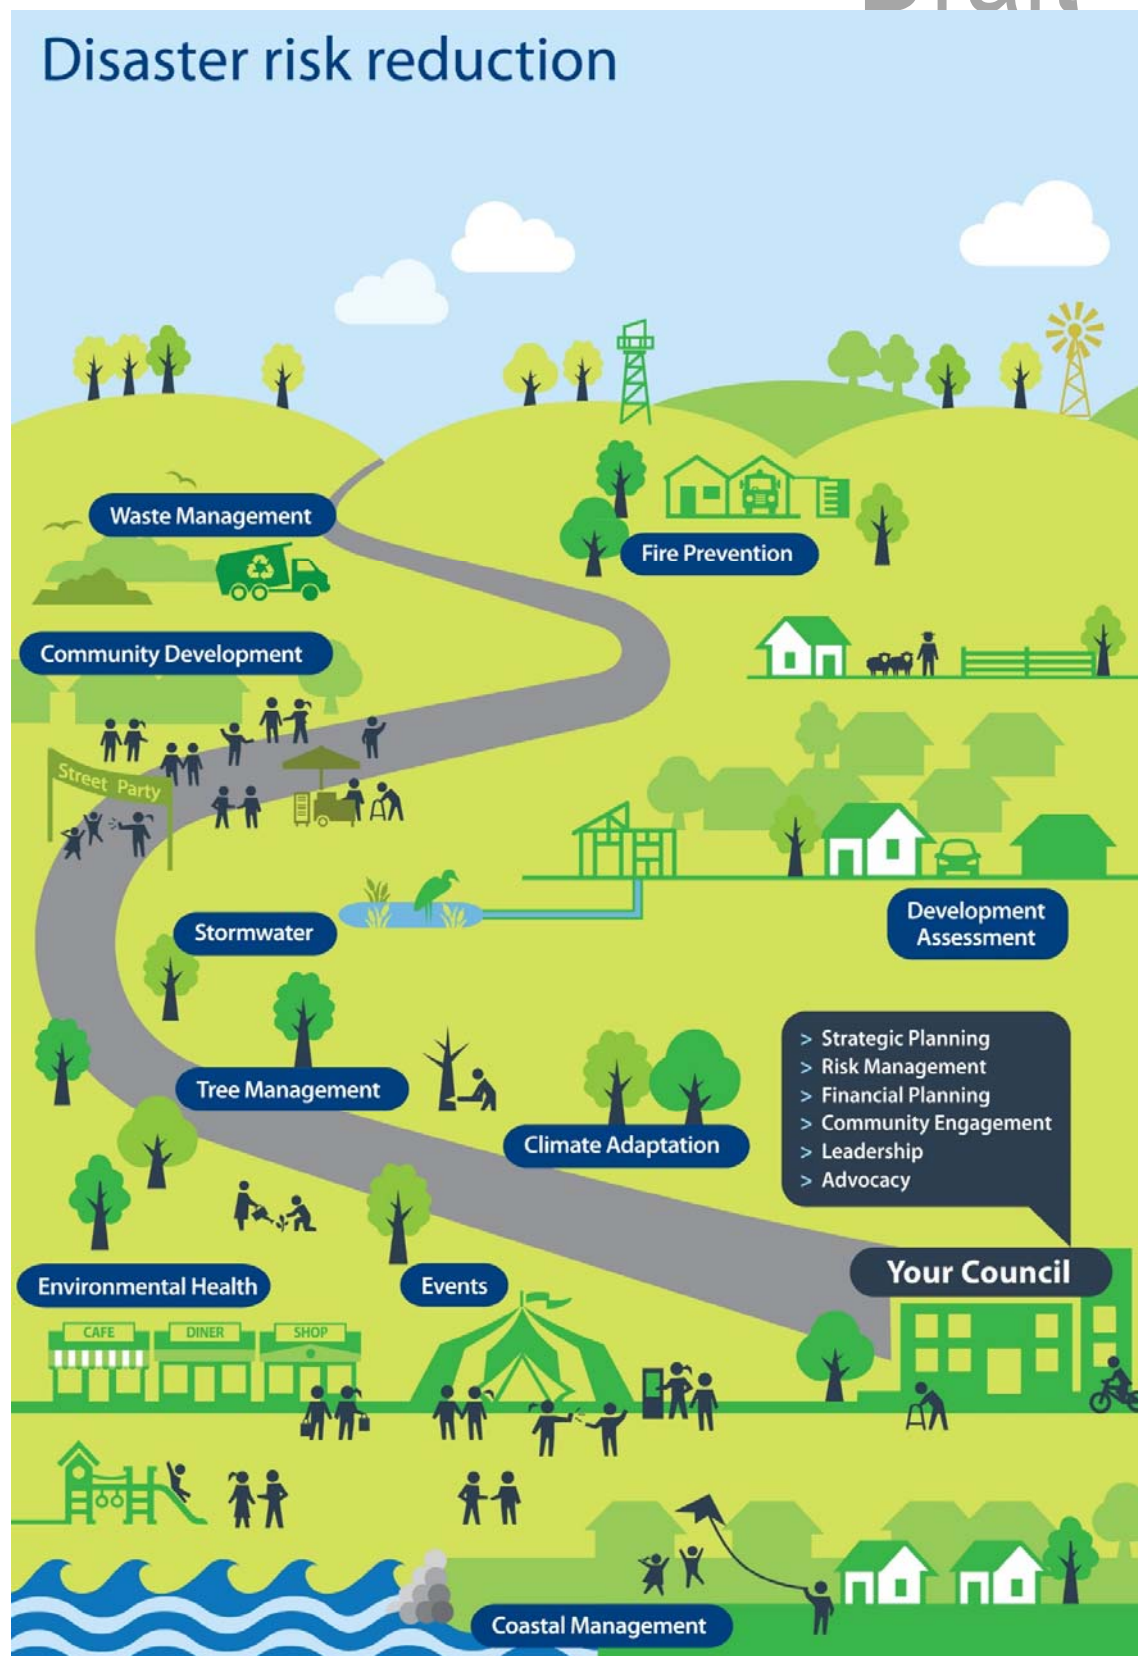 Draft
Disaster risk reduction
Waste Management
Fire Prevention
Community Development
Street Party
Stormwater
Development
Assessment
> Strategic Planning
> Risk Management
> Financial Planning
> Community Engagement
> Leadership
> Advocacy
Tree Management
Climate Adaptation
Your Council
Environmental Health
Events
CAFE
DINER
SHOP
Coastal Management